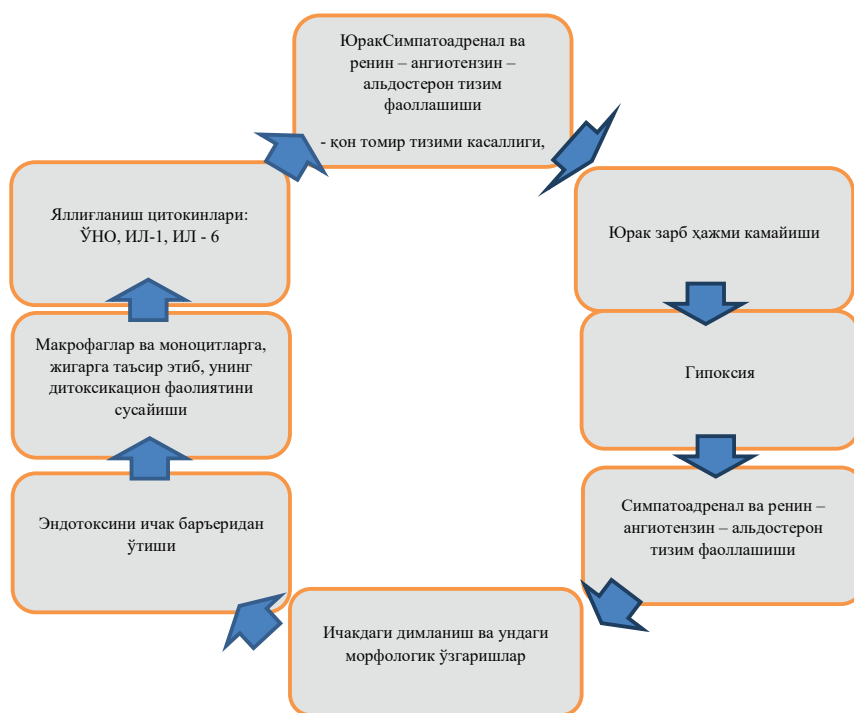 ЮракСимпатоадренал ва
ренин – ангиотензин –
альдостерон тизим
фаоллашиши
- қон томир тизими касаллиги,
Юрак зарб ҳажми камайиши
Гипоксия
Симпатоадренал ва ренин –
ангиотензин – альдостерон
тизим фаоллашиши
Ичакдаги димланиш ва ундаги
морфологик ўзгаришлар
Эндотоксини ичак баръеридан
ўтиши
Макрофаглар ва моноцитларга,
жигарга таъсир этиб, унинг
дитоксикацион фаолиятини
сусайиши
Яллиғланиш цитокинлари:
ЎНО, ИЛ-1, ИЛ - 6